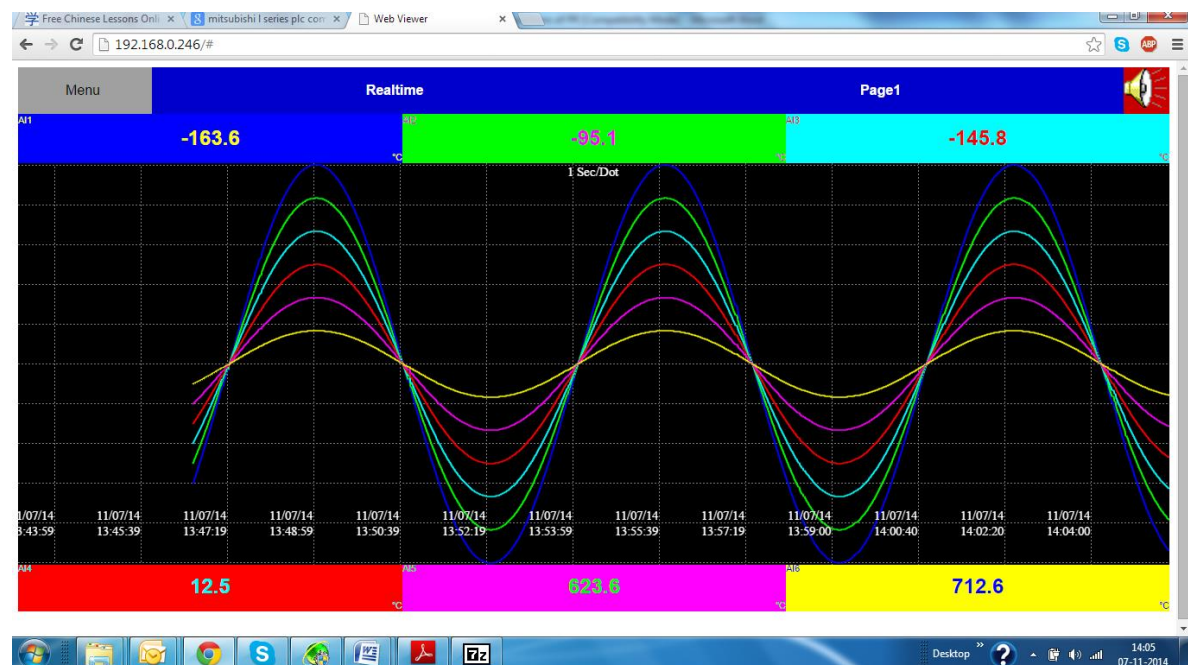 Free Chinese Lessons Onli
mitsubishi l series plc con
Web Viewer
192.168.0.246/#
ABP
Menu
Realtime
Page1
AI1
-163.6
°C
AI2
-95.1
°C
AI3
-145.8
°C
1 Sec/Dot
1/07/14 11/07/14 11/07/14 11/07/14 11/07/14 11/07/14 11/07/14 11/07/14 11/07/14 11/07/14 11/07/14 11/07/14 11/07/14
3:43:59 13:45:39 13:47:19 13:48:59 13:50:39 13:52:19 13:53:59 13:55:39 13:57:19 13:59:00 14:00:40 14:02:20 14:04:00
AI4
12.5
°C
AI5
623.6
°C
AI6
712.6
°C
7z
Desktop
14:05
07-11-2014